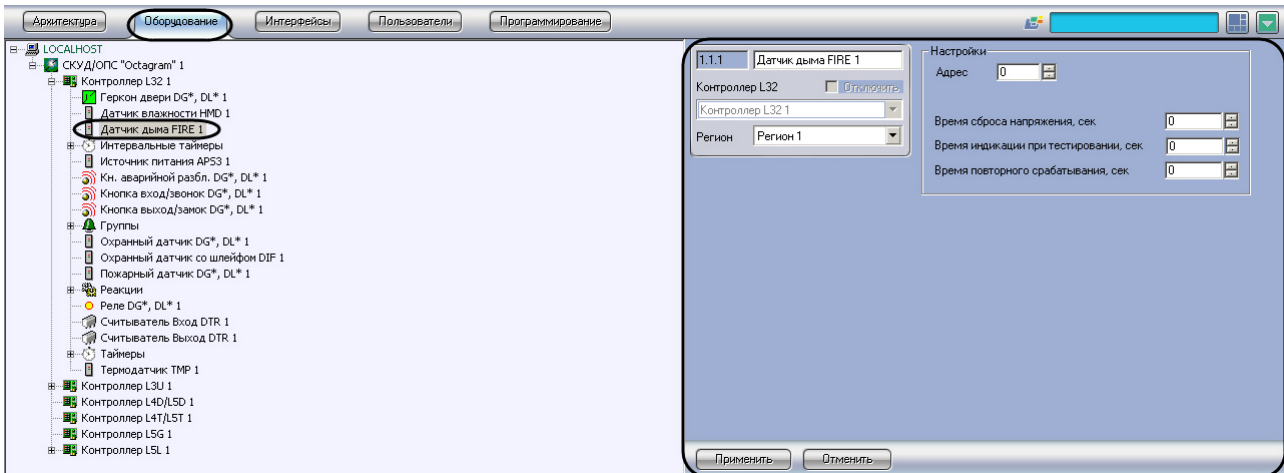 Архитектура Оборудование Интерфейсы Пользователи Программирование
LOCALHOST
СКУД/ОПС "Octagram" 1
Контроллер L32 1
Геркон двери DG*, DL* 1
Датчик влажности HMD 1
Датчик дыма FIRE 1
Интервальные таймеры
Источник питания APS3 1
Кн. аварийной разбл. DG*, DL* 1
Кнопка вход/звонок DG*, DL* 1
Кнопка выход/замок DG*, DL* 1
Группы
Охранный датчик DG*, DL* 1
Охранный датчик со шлейфом DIF 1
Пожарный датчик DG*, DL* 1
Реакции
Реле DG*, DL* 1
Считыватель Вход DTR 1
Считыватель Выход DTR 1
Таймеры
Термодатчик TMP 1
Контроллер L3U 1
Контроллер L4D/L5D 1
Контроллер L4T/L5T 1
Контроллер L5G 1
Контроллер L5L 1
1.1.1 Датчик дыма FIRE 1
Контроллер L32 Отключить
Контроллер L32 1
Регион Регион 1
Настройки
Адрес 0
Время сброса напряжения, сек 0
Время индикации при тестировании, сек 0
Время повторного срабатывания, сек 0
Применить Отменить